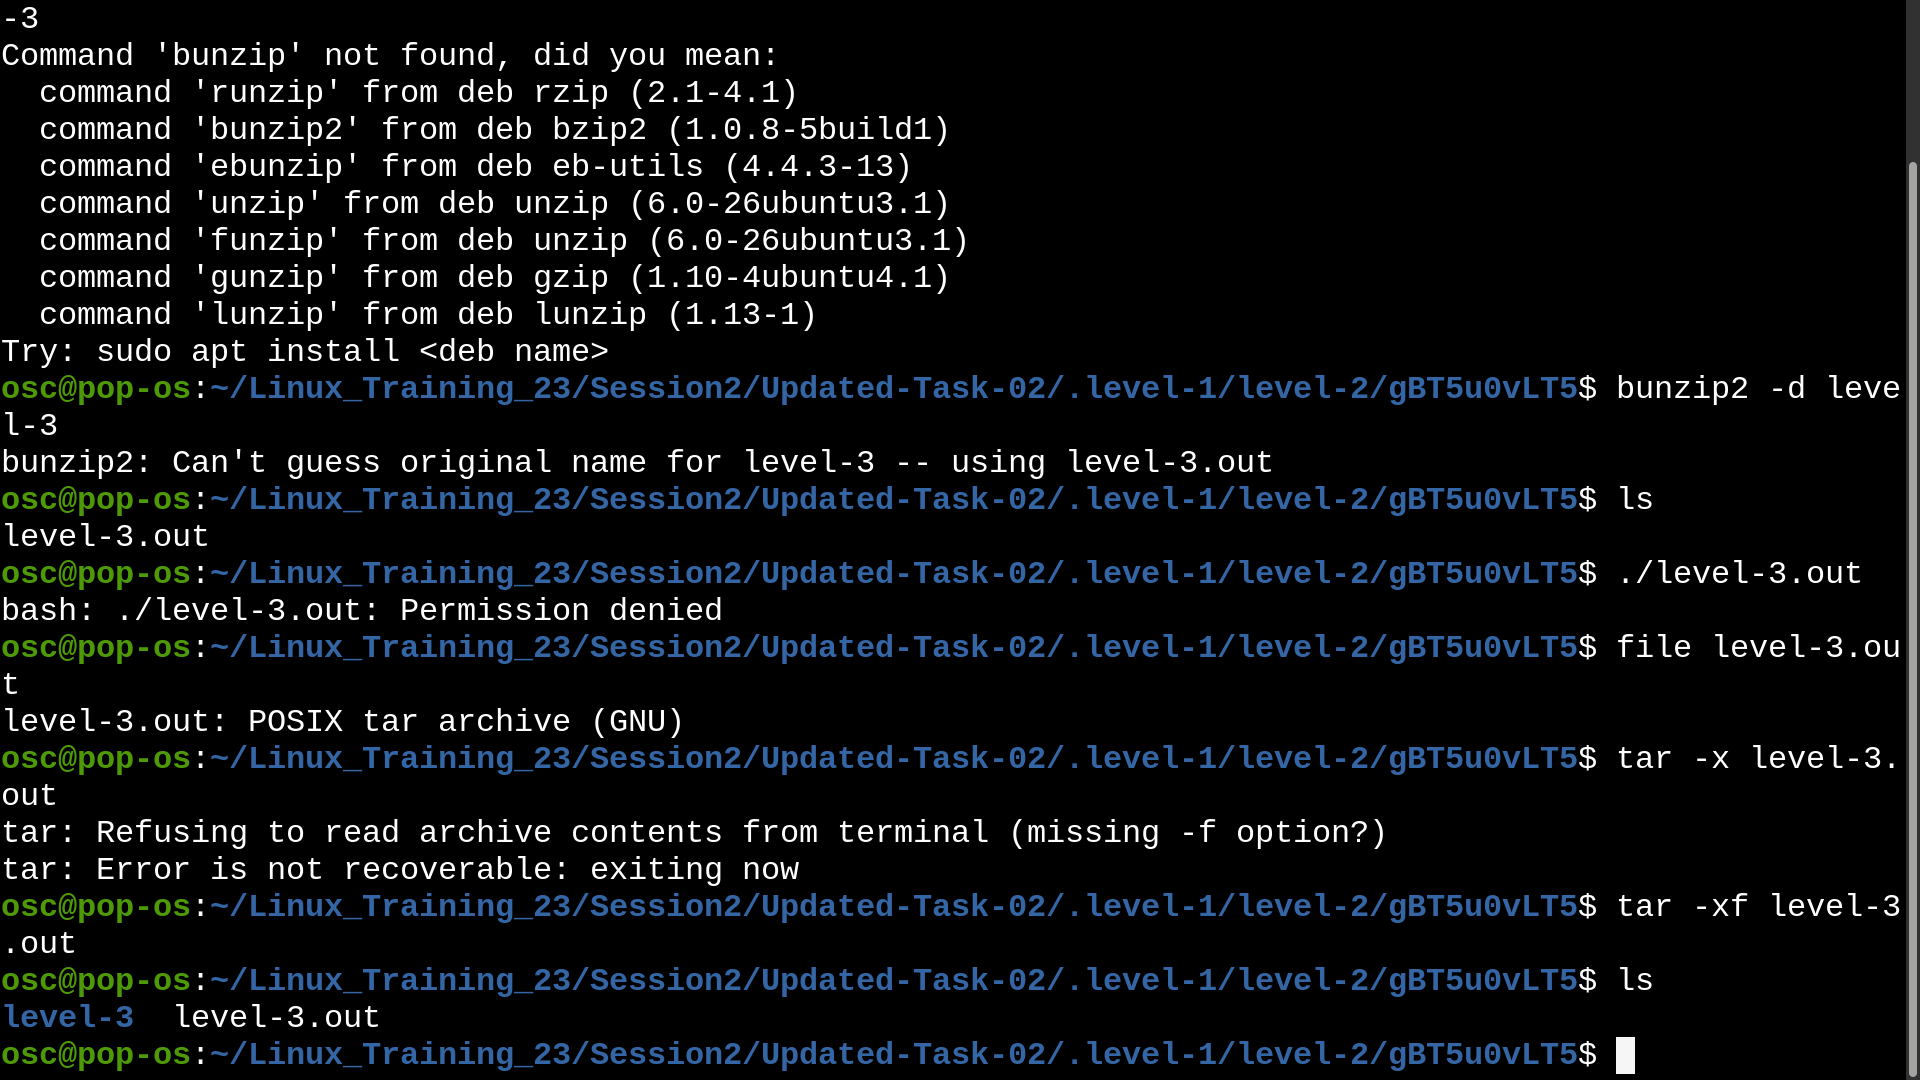 -3
Command 'bunzip' not found, did you mean:
  command 'runzip' from deb rzip (2.1-4.1)
  command 'bunzip2' from deb bzip2 (1.0.8-5build1)
  command 'ebunzip' from deb eb-utils (4.4.3-13)
  command 'unzip' from deb unzip (6.0-26ubuntu3.1)
  command 'funzip' from deb unzip (6.0-26ubuntu3.1)
  command 'gunzip' from deb gzip (1.10-4ubuntu4.1)
  command 'lunzip' from deb lunzip (1.13-1)
Try: sudo apt install <deb name>
osc@pop-os:~/Linux_Training_23/Session2/Updated-Task-02/.level-1/level-2/gBT5u0vLT5$ bunzip2 -d leve
l-3
bunzip2: Can't guess original name for level-3 -- using level-3.out
osc@pop-os:~/Linux_Training_23/Session2/Updated-Task-02/.level-1/level-2/gBT5u0vLT5$ ls
level-3.out
osc@pop-os:~/Linux_Training_23/Session2/Updated-Task-02/.level-1/level-2/gBT5u0vLT5$ ./level-3.out
bash: ./level-3.out: Permission denied
osc@pop-os:~/Linux_Training_23/Session2/Updated-Task-02/.level-1/level-2/gBT5u0vLT5$ file level-3.ou
t
level-3.out: POSIX tar archive (GNU)
osc@pop-os:~/Linux_Training_23/Session2/Updated-Task-02/.level-1/level-2/gBT5u0vLT5$ tar -x level-3.
out
tar: Refusing to read archive contents from terminal (missing -f option?)
tar: Error is not recoverable: exiting now
osc@pop-os:~/Linux_Training_23/Session2/Updated-Task-02/.level-1/level-2/gBT5u0vLT5$ tar -xf level-3
.out
osc@pop-os:~/Linux_Training_23/Session2/Updated-Task-02/.level-1/level-2/gBT5u0vLT5$ ls
level-3  level-3.out
osc@pop-os:~/Linux_Training_23/Session2/Updated-Task-02/.level-1/level-2/gBT5u0vLT5$